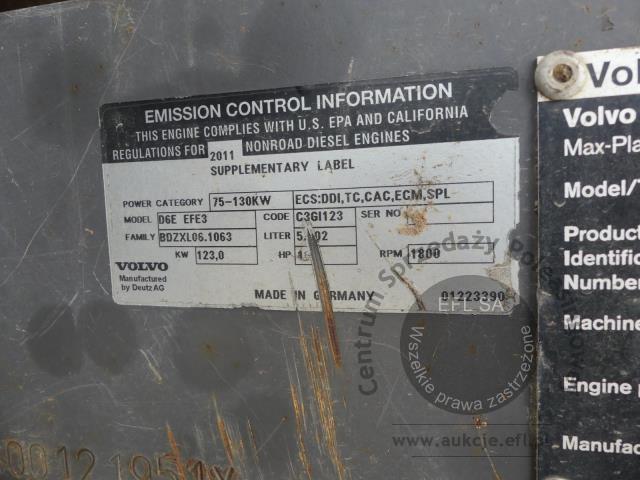 EMISSION CONTROL INFORMATION
THIS ENGINE COMPLIES WITH U.S. EPA AND CALIFORNIA
REGULATIONS FOR 2011 NONROAD DIESEL ENGINES
SUPPLEMENTARY LABEL
POWER CATEGORY 75-130KW ECS:DDI,TC,CAC,ECM,SPL
MODEL D6E EFE3 CODE C3GI123 SER NO
FAMILY BDZXL06.1063 LITER
KW 123,0 HP RPM 1800
VOLVO
Manufactured
by Deutz AG
MADE IN GERMANY 01223390
Volvo
Max-Pla
Model/T
Product
Identific
Number
Machine
Engine p
Manufac
Centrum Sprzedaży
EFL SA
Wszelkie prawa zastrzeżone
www.aukcje.efl